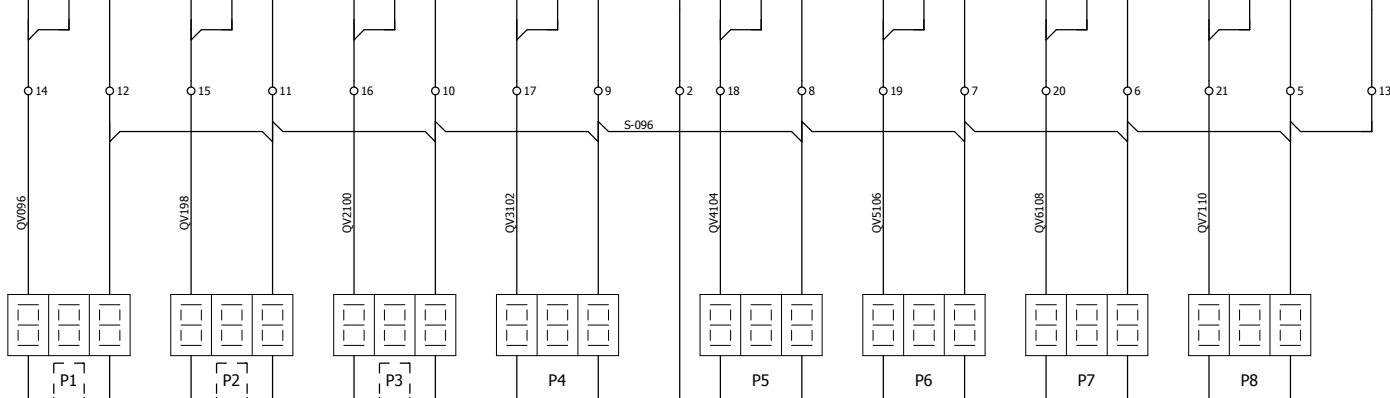 14 12 15 11 16 10 17 9 2 18 8 19 7 20 6 21 5 13
S-096
QV096 QV198 QV2100 QV3102 QV4104 QV5106 QV6108 QV7110
P1 P2 P3 P4 P5 P6 P7 P8